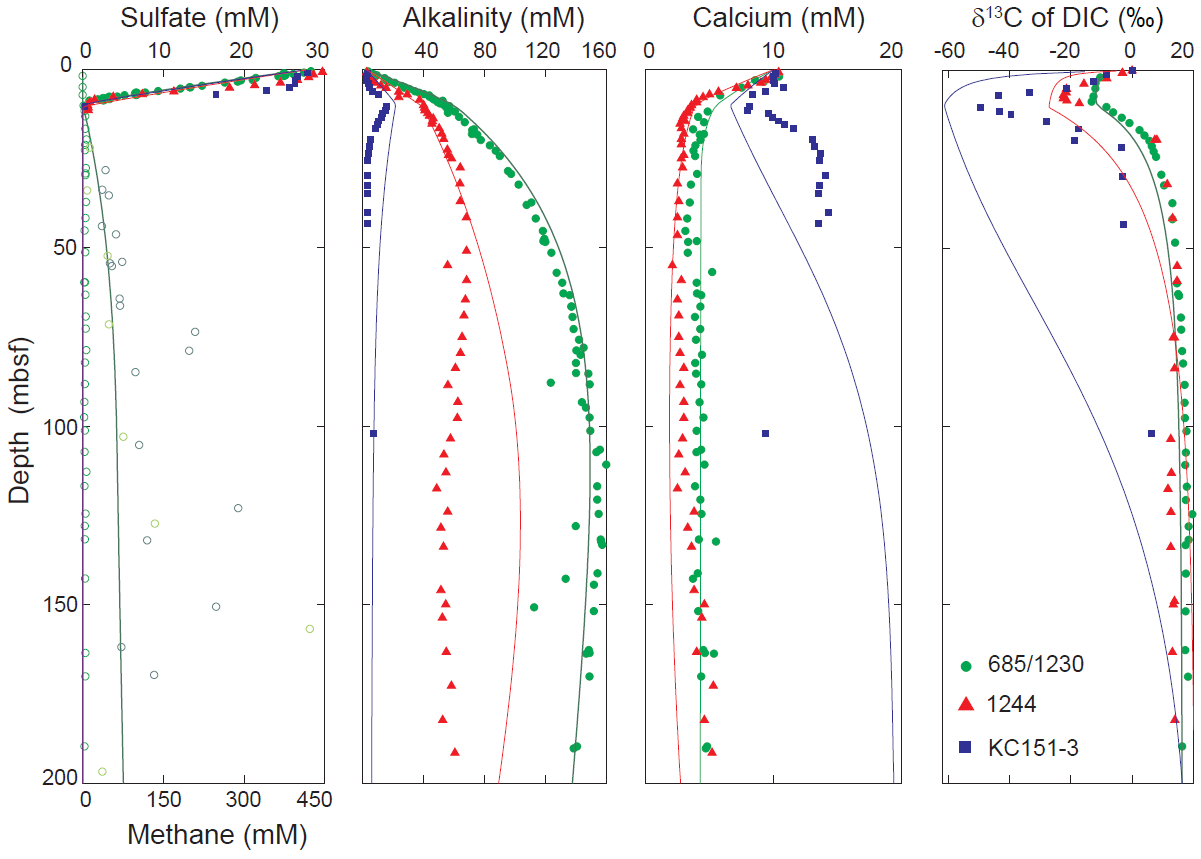 Sulfate (mM)
Alkalinity (mM)
Calcium (mM)
δ¹³C of DIC (‰)
0 10 20 30
0 40 80 120 160
0 10 20
-60 -40 -20 0 20
0
50
100
150
200
Depth (mbsf)
685/1230
1244
KC151-3
0 150 300 450
Methane (mM)